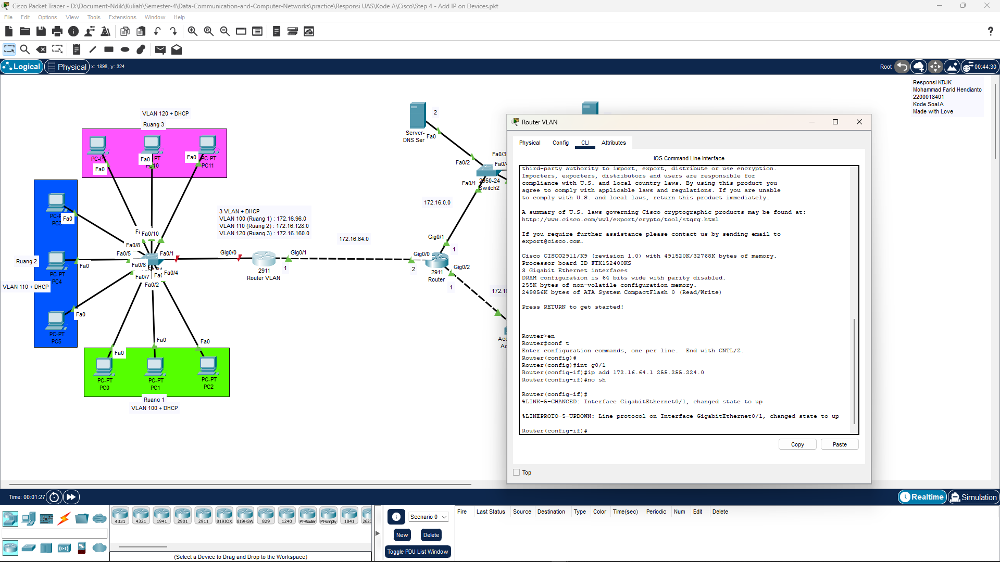 Cisco Packet Tracer - D:\Document-Ndik\Kuliah\Semester-4\Data-Communication-and-Computer-Networks\practice\Responsi UAS\Kode A\Cisco\Step 4 - Add IP on Devices.pkt
File Edit Options View Tools Extensions Window Help
?
Logical Physical x: 1898, y: 324
Root 00:44:30
Responsi KDJK
Mohammad Farid Hendianto
2200018401
Kode Soal A
Made with Love
VLAN 120 + DHCP
Ruang 3
PC-PT
Fa0
Fa0
-PT
PC10
Fa0
PC-PT
PC11
Fa0
Ruang 2
PC-PT
PC4
Fa0
VLAN 110 + DHCP
Fa0
PC-PT
PC5
Fa0/10
Fa0/8
Fa0/5
Fa0/1
Fa0/6
Fa0/4
Fa0/7
Fa0/2
Fa0
Fa0
Fa0
PC-PT
PC0
PC-PT
PC1
PC-PT
PC2
Ruang 1
VLAN 100 + DHCP
3 VLAN + DHCP
VLAN 100 (Ruang 1) : 172.16.96.0
VLAN 110 (Ruang 2) : 172.16.128.0
VLAN 120 (Ruang 3) : 172.16.160.0
Gig0/0
Gig0/1
1
2911
Router VLAN
172.16.64.0
Server-
DNS Ser
2
Fa0
Fa0/2
Fa0/3
Fa0/1
2950-24
Switch2
172.16.0.0
Gig0/1
1
Gig0/0
2
2911
Router
Gig0/2
1
172.16
Router VLAN
Physical Config CLI Attributes
IOS Command Line Interface
third-party authority to import, export, distribute or use encryption.
Importers, exporters, distributors and users are responsible for
compliance with U.S. and local country laws. By using this product you
agree to comply with applicable laws and regulations. If you are unable
to comply with U.S. and local laws, return this product immediately.
A summary of U.S. laws governing Cisco cryptographic products may be found at:
http://www.cisco.com/wwl/export/crypto/tool/stqrg.html
If you require further assistance please contact us by sending email to
export@cisco.com.
Cisco CISCO2911/K9 (revision 1.0) with 491520K/32768K bytes of memory.
Processor board ID FTX152400KS
3 Gigabit Ethernet interfaces
DRAM configuration is 64 bits wide with parity disabled.
255K bytes of non-volatile configuration memory.
249856K bytes of ATA System CompactFlash 0 (Read/Write)
Press RETURN to get started!
Router>en
Router#conf t
Enter configuration commands, one per line.  End with CNTL/Z.
Router(config)#
Router(config)#int g0/1
Router(config-if)#ip add 172.16.64.1 255.255.224.0
Router(config-if)#no sh
Router(config-if)#
%LINK-5-CHANGED: Interface GigabitEthernet0/1, changed state to up
%LINEPROTO-5-UPDOWN: Line protocol on Interface GigabitEthernet0/1, changed state to up
Router(config-if)#
Copy Paste
Top
Time: 00:01:27
Realtime Simulation
4331 4321 1941 2901 2911 819IOX 819HGW 829 1240 PT-Router PT-Empty 1841 2620
(Select a Device to Drag and Drop to the Workspace)
Scenario 0
New Delete
Toggle PDU List Window
Fire Last Status Source Destination Type Color Time(sec) Periodic Num Edit Delete